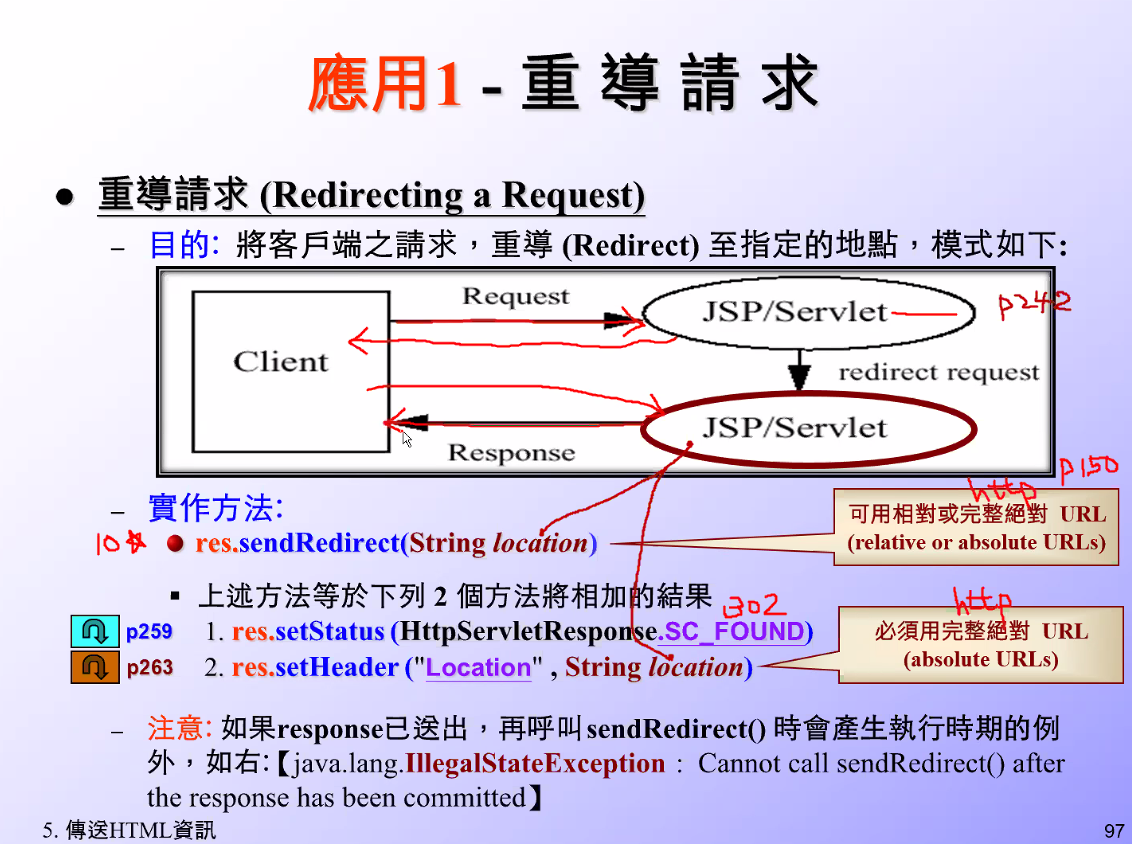 應用1 - 重 導 請 求
● 重導請求 (Redirecting a Request)
– 目的: 將客戶端之請求，重導 (Redirect) 至指定的地點，模式如下:
Request
JSP/Servlet
p242
Client
redirect request
JSP/Servlet
Response
p150
– 實作方法:
http
可用相對或完整絕對 URL
(relative or absolute URLs)
10☆ res.sendRedirect(String location)
▪ 上述方法等於下列 2 個方法將相加的結果
302
http
p259 1. res.setStatus (HttpServletResponse.SC_FOUND)
必須用完整絕對 URL
(absolute URLs)
p263 2. res.setHeader ("Location" , String location)
– 注意: 如果response已送出，再呼叫sendRedirect() 時會產生執行時期的例
外，如右:【java.lang.IllegalStateException : Cannot call sendRedirect() after
the response has been committed】
5. 傳送HTML資訊
97